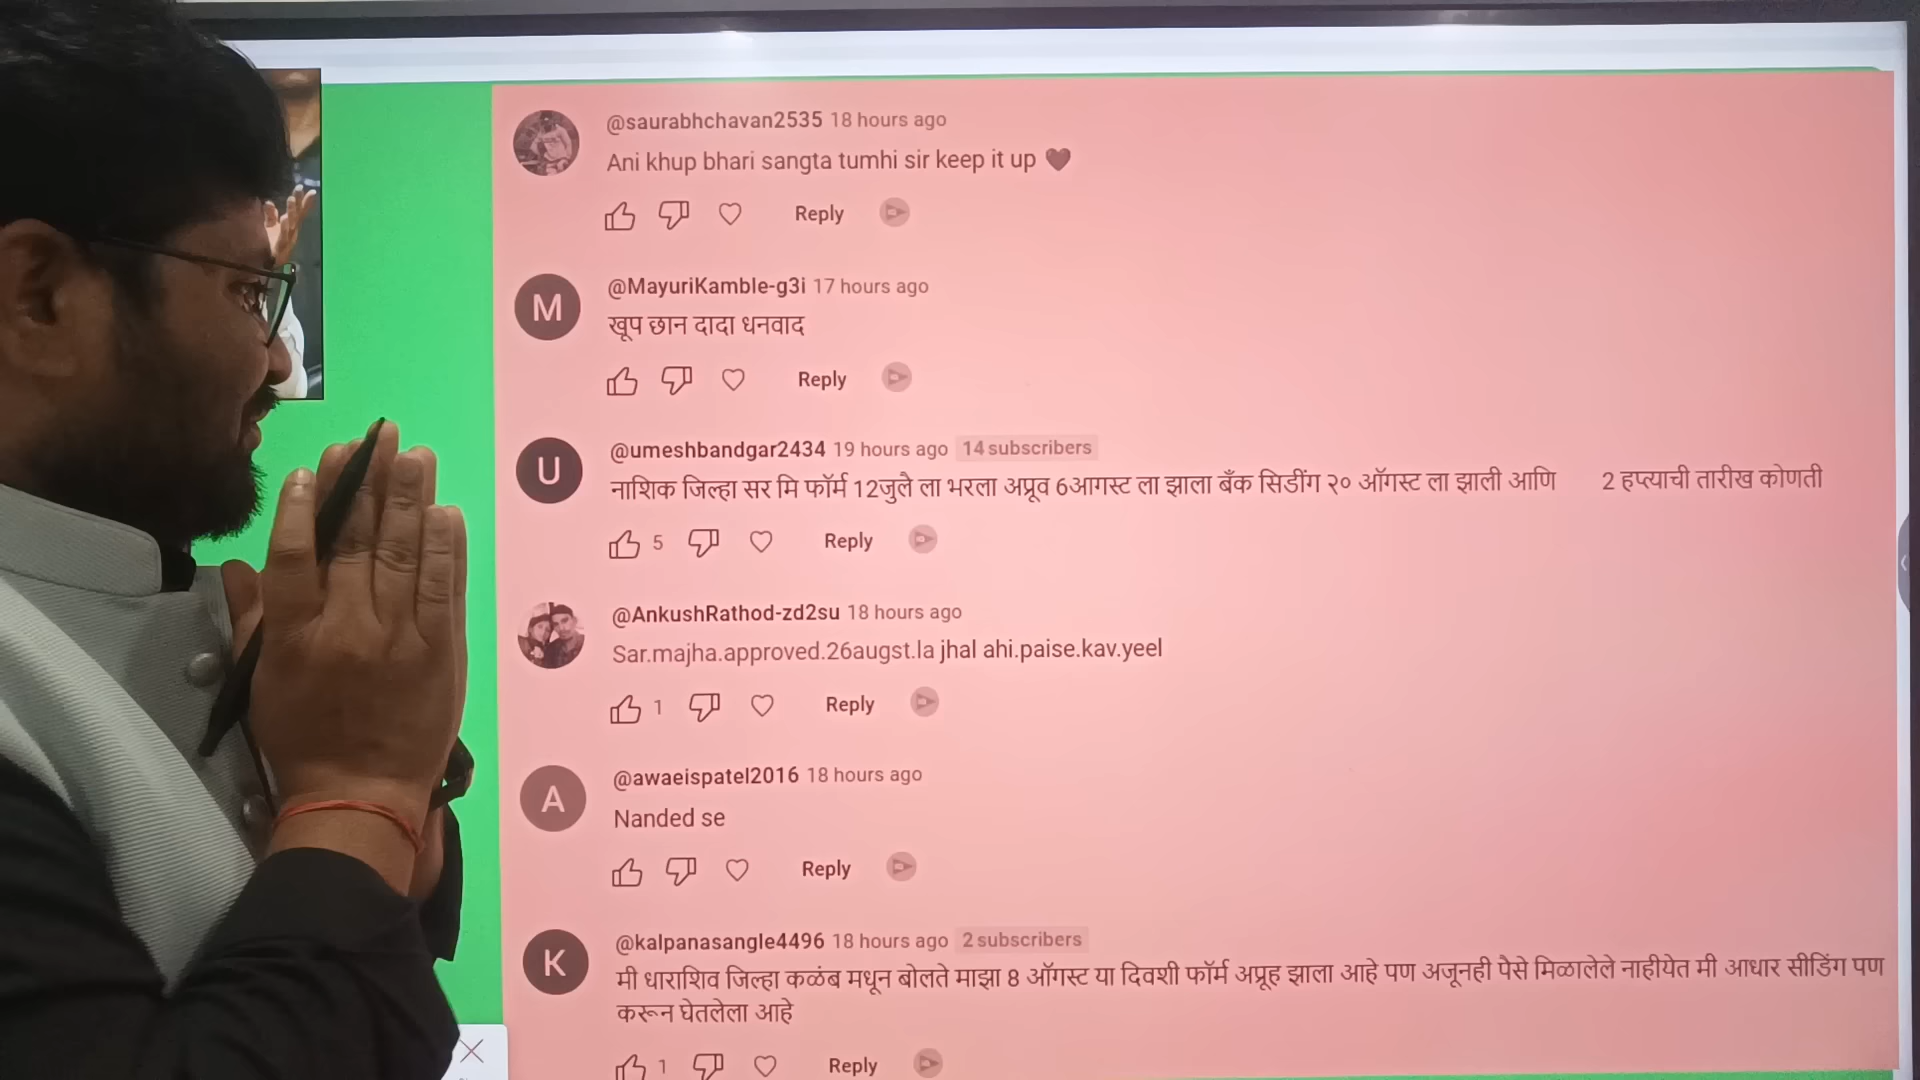 @saurabhchavan2535 18 hours ago
Ani khup bhari sangta tumhi sir keep it up
Reply
M
@MayuriKamble-g3i 17 hours ago
खूप छान दादा धनवाद
Reply
U
@umeshbandgar2434 19 hours ago 14 subscribers
नाशिक जिल्हा सर मि फॉर्म 12जुलै ला भरला अप्रूव 6आगस्ट ला झाला बँक सिडींग २० ऑगस्ट ला झाली आणि 2 हप्त्याची तारीख कोणती
5 Reply
@AnkushRathod-zd2su 18 hours ago
Sar.majha.approved.26augst.la jhal ahi.paise.kav.yeel
1 Reply
A
@awaeispatel2016 18 hours ago
Nanded se
Reply
K
@kalpanasangle4496 18 hours ago 2 subscribers
मी धाराशिव जिल्हा कळंब मधून बोलते माझा 8 ऑगस्ट या दिवशी फॉर्म अप्रूह झाला आहे पण अजूनही पैसे मिळालेले नाहीयेत मी आधार सीडिंग पण
करून घेतलेला आहे
1 Reply